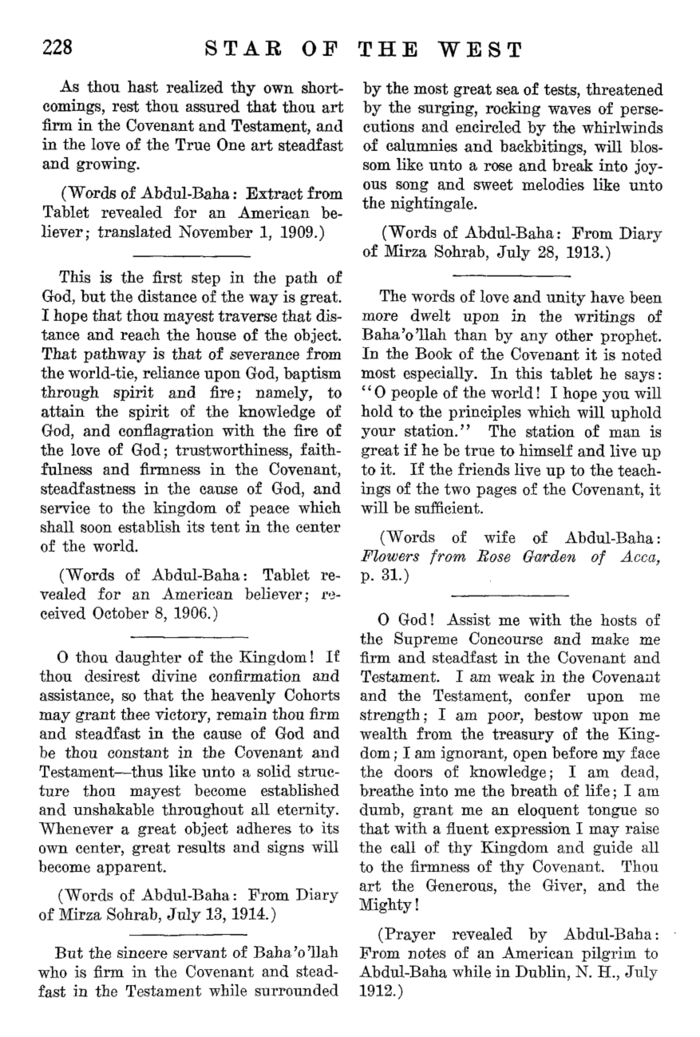 228 STAR OF THE WEST
As thou hast realized thy own short-
comings, rest thou assured that thou art
firm in the Covenant and Testament, and
in the love of the True One art steadfast
and growing.
(Words of Abdul-Baha: Extract from
Tablet revealed for an American be-
liever; translated November 1, 1909.)
This is the first step in the path of
God, but the distance of the way is great.
I hope that thou mayest traverse that dis-
tance and reach the house of the object.
That pathway is that of severance from
the world-tie, reliance upon God, baptism
through spirit and fire; namely, to
attain the spirit of the knowledge of
God, and conflagration with the fire of
the love of God; trustworthiness, faith-
fulness and firmness in the Covenant,
steadfastness in the cause of God, and
service to the kingdom of peace which
shall soon establish its tent in the center
of the world.
(Words of Abdul-Baha: Tablet re-
vealed for an American believer; re-
ceived October 8, 1906.)
O thou daughter of the Kingdom! If
thou desirest divine confirmation and
assistance, so that the heavenly Cohorts
may grant thee victory, remain thou firm
and steadfast in the cause of God and
be thou constant in the Covenant and
Testament—thus like unto a solid struc-
ture thou mayest become established
and unshakable throughout all eternity.
Whenever a great object adheres to its
own center, great results and signs will
become apparent.
(Words of Abdul-Baha: From Diary
of Mirza Sohrab, July 13, 1914.)
But the sincere servant of Baha'o'llah
who is firm in the Covenant and stead-
fast in the Testament while surrounded
by the most great sea of tests, threatened
by the surging, rocking waves of perse-
cutions and encircled by the whirlwinds
of calumnies and backbitings, will blos-
som like unto a rose and break into joy-
ous song and sweet melodies like unto
the nightingale.
(Words of Abdul-Baha: From Diary
of Mirza Sohrab, July 28, 1913.)
The words of love and unity have been
more dwelt upon in the writings of
Baha'o'llah than by any other prophet.
In the Book of the Covenant it is noted
most especially. In this tablet he says:
"O people of the world! I hope you will
hold to the principles which will uphold
your station." The station of man is
great if he be true to himself and live up
to it. If the friends live up to the teach-
ings of the two pages of the Covenant, it
will be sufficient.
(Words of wife of Abdul-Baha:
Flowers from Rose Garden of Acca,
p. 31.)
O God! Assist me with the hosts of
the Supreme Concourse and make me
firm and steadfast in the Covenant and
Testament. I am weak in the Covenant
and the Testament, confer upon me
strength; I am poor, bestow upon me
wealth from the treasury of the King-
dom; I am ignorant, open before my face
the doors of knowledge; I am dead,
breathe into me the breath of life; I am
dumb, grant me an eloquent tongue so
that with a fluent expression I may raise
the call of thy Kingdom and guide all
to the firmness of thy Covenant. Thou
art the Generous, the Giver, and the
Mighty!
(Prayer revealed by Abdul-Baha:
From notes of an American pilgrim to
Abdul-Baha while in Dublin, N. H., July
1912.)